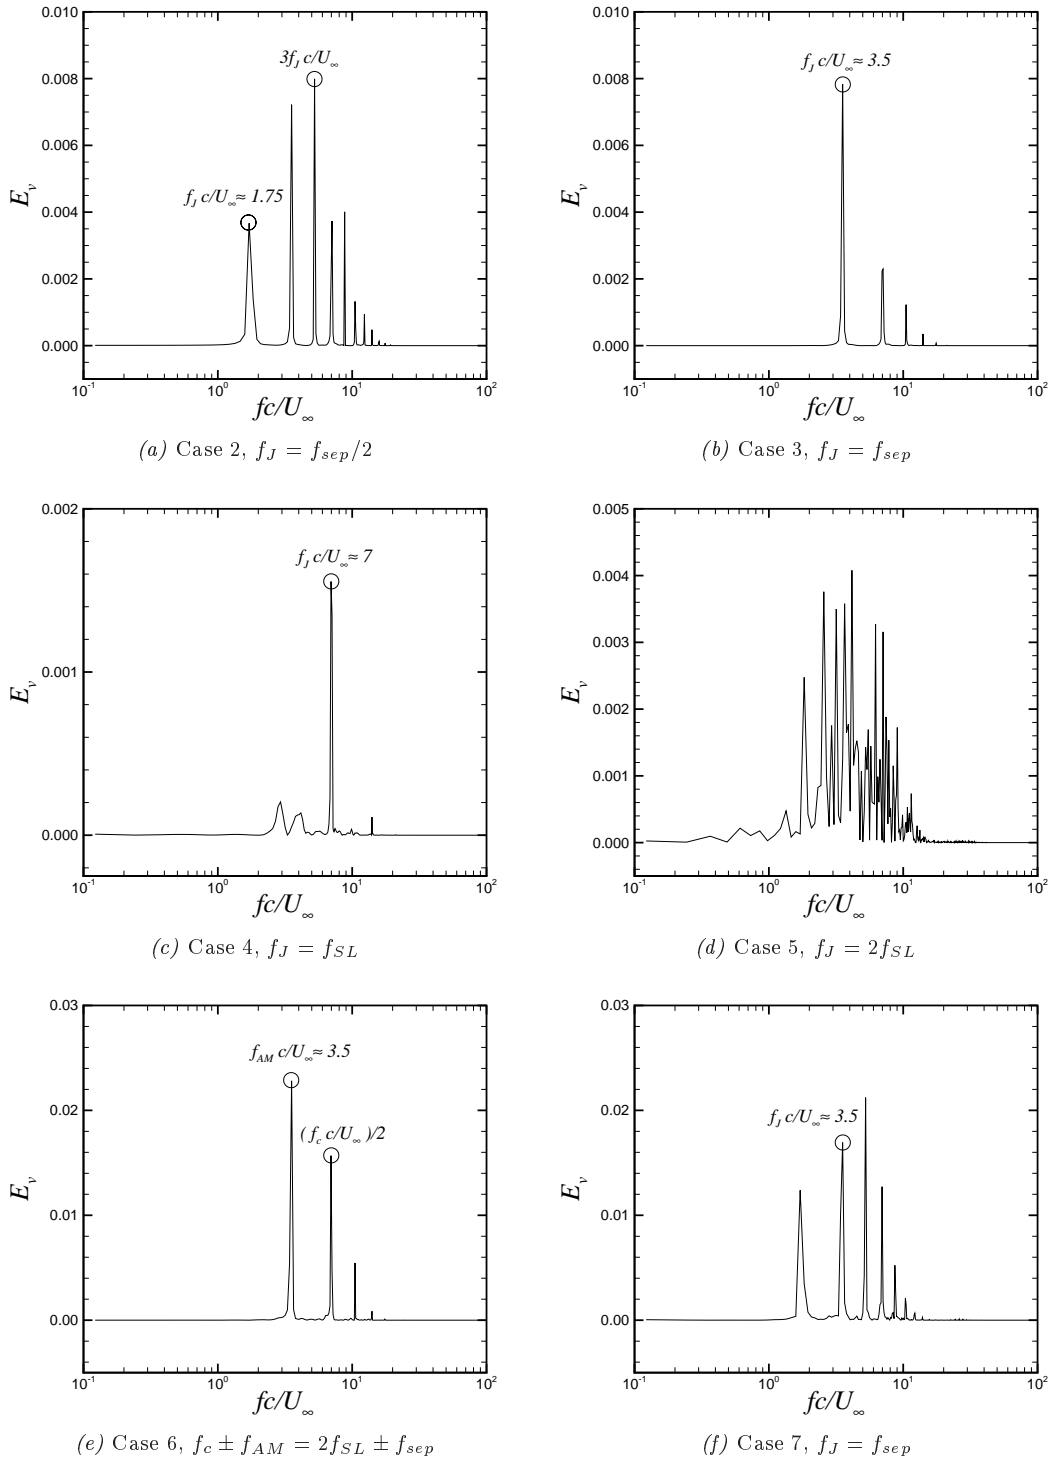 0.010
0.008
0.006
0.004
0.002
0.000
E_v
3f_J c/U_∞
f_J c/U_∞ ≈ 1.75
10^-1 10^0 10^1 10^2
fc/U_∞
(a) Case 2, f_J = f_sep/2
0.010
0.008
0.006
0.004
0.002
0.000
E_v
f_J c/U_∞ ≈ 3.5
10^-1 10^0 10^1 10^2
fc/U_∞
(b) Case 3, f_J = f_sep
0.002
0.001
0.000
E_v
f_J c/U_∞ ≈ 7
10^-1 10^0 10^1 10^2
fc/U_∞
(c) Case 4, f_J = f_SL
0.005
0.004
0.003
0.002
0.001
0.000
E_v
10^-1 10^0 10^1 10^2
fc/U_∞
(d) Case 5, f_J = 2f_SL
0.03
0.02
0.01
0.00
E_v
f_AM c/U_∞ ≈ 3.5
(f_c c/U_∞)/2
10^-1 10^0 10^1 10^2
fc/U_∞
(e) Case 6, f_c ± f_AM = 2f_SL ± f_sep
0.03
0.02
0.01
0.00
E_v
f_J c/U_∞ ≈ 3.5
10^-1 10^0 10^1 10^2
fc/U_∞
(f) Case 7, f_J = f_sep